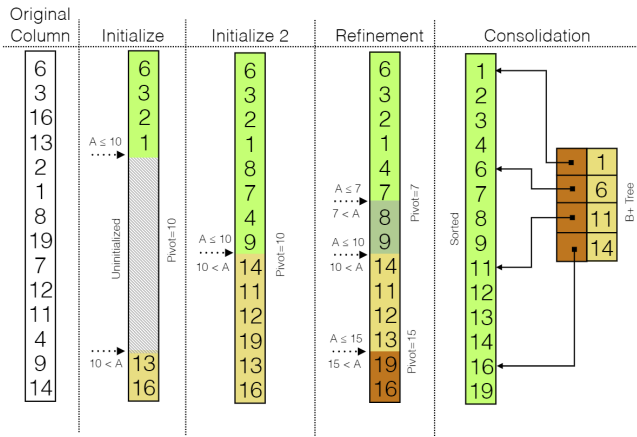 Original
Column
Initialize
Initialize 2
Refinement
Consolidation
6
3
16
13
2
1
8
19
7
12
11
4
9
14
6
3
2
1
A ≤ 10
Uninitialized
Pivot=10
10 < A
13
16
6
3
2
1
8
7
4
9
A ≤ 10
10 < A
Pivot=10
14
11
12
19
13
16
6
3
2
1
4
7
A ≤ 7
7 < A
Pivot=7
8
9
A ≤ 10
10 < A
14
11
12
13
A ≤ 15
15 < A
Pivot=15
19
16
Sorted
1
2
3
4
6
7
8
9
11
12
13
14
16
19
1
6
11
14
B+ Tree